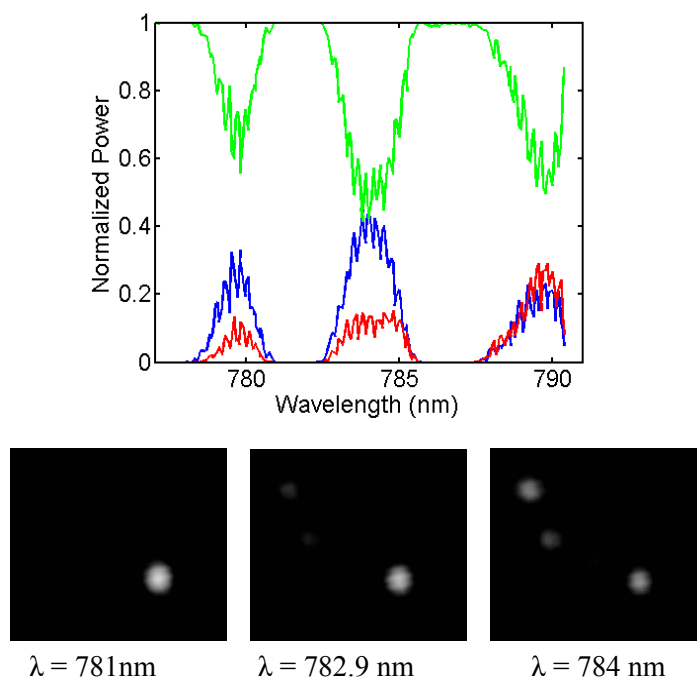 1
0.8
0.6
0.4
0.2
0
Normalized Power
780 785 790
Wavelength (nm)
λ = 781nm λ = 782.9 nm λ = 784 nm